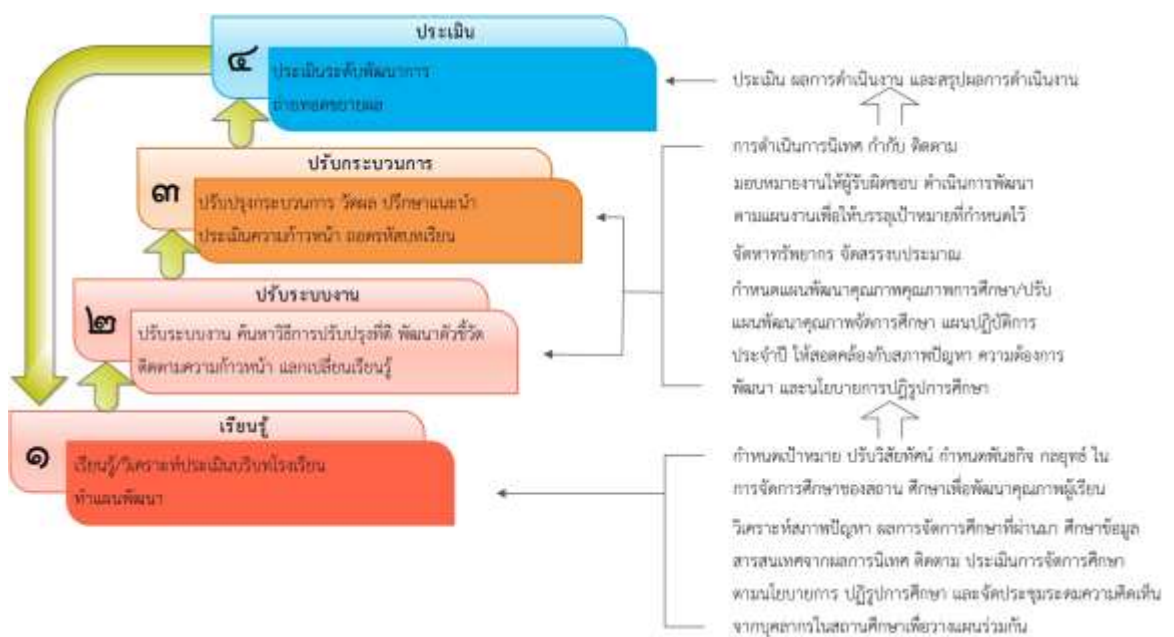 ประเมิน
๔
ประเมินระดับพัฒนาการ
ถ่ายทอดขยายผล
ปรับกระบวนการ
๓
ปรับปรุงกระบวนการ วัดผล ปรึกษาแนะนำ
ประเมินความก้าวหน้า ถอดรหัสบทเรียน
ปรับระบบงาน
๒
ปรับระบบงาน ค้นหาวิธีการปรับปรุงที่ดี พัฒนาตัวชี้วัด
ติดตามความก้าวหน้า แลกเปลี่ยนเรียนรู้
เรียนรู้
๑
เรียนรู้/วิเคราะห์ประเมินบริบทโรงเรียน
ทำแผนพัฒนา
ประเมิน ผลการดำเนินงาน และสรุปผลการดำเนินงาน
การดำเนินการนิเทศ กำกับ ติดตาม
มอบหมายงานให้ผู้รับผิดชอบ ดำเนินการพัฒนา
ตามแผนงานเพื่อให้บรรลุเป้าหมายที่กำหนดไว้
จัดหาทรัพยากร จัดสรรงบประมาณ
กำหนดแผนพัฒนาคุณภาพคุณภาพการศึกษา/ปรับ
แผนพัฒนาคุณภาพจัดการศึกษา แผนปฏิบัติการ
ประจำปี ให้สอดคล้องกับสภาพปัญหา ความต้องการ
พัฒนา และนโยบายการปฏิรูปการศึกษา
กำหนดเป้าหมาย ปรับวิสัยทัศน์ กำหนดพันธกิจ กลยุทธ์ ใน
การจัดการศึกษาของสถาน ศึกษาเพื่อพัฒนาคุณภาพผู้เรียน
วิเคราะห์สภาพปัญหา ผลการจัดการศึกษาที่ผ่านมา ศึกษาข้อมูล
สารสนเทศจากผลการนิเทศ ติดตาม ประเมินการจัดการศึกษา
ตามนโยบายการ ปฏิรูปการศึกษา และจัดประชุมระดมความคิดเห็น
จากบุคลากรในสถานศึกษาเพื่อวางแผนร่วมกัน